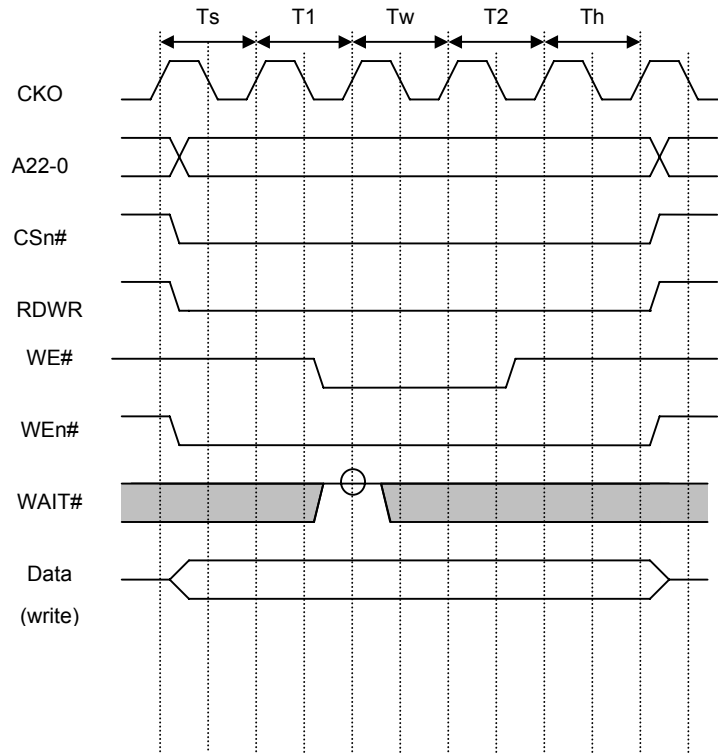 Ts T1 Tw T2 Th
CKO
A22-0
CSn#
RDWR
WE#
WEn#
WAIT#
Data
(write)